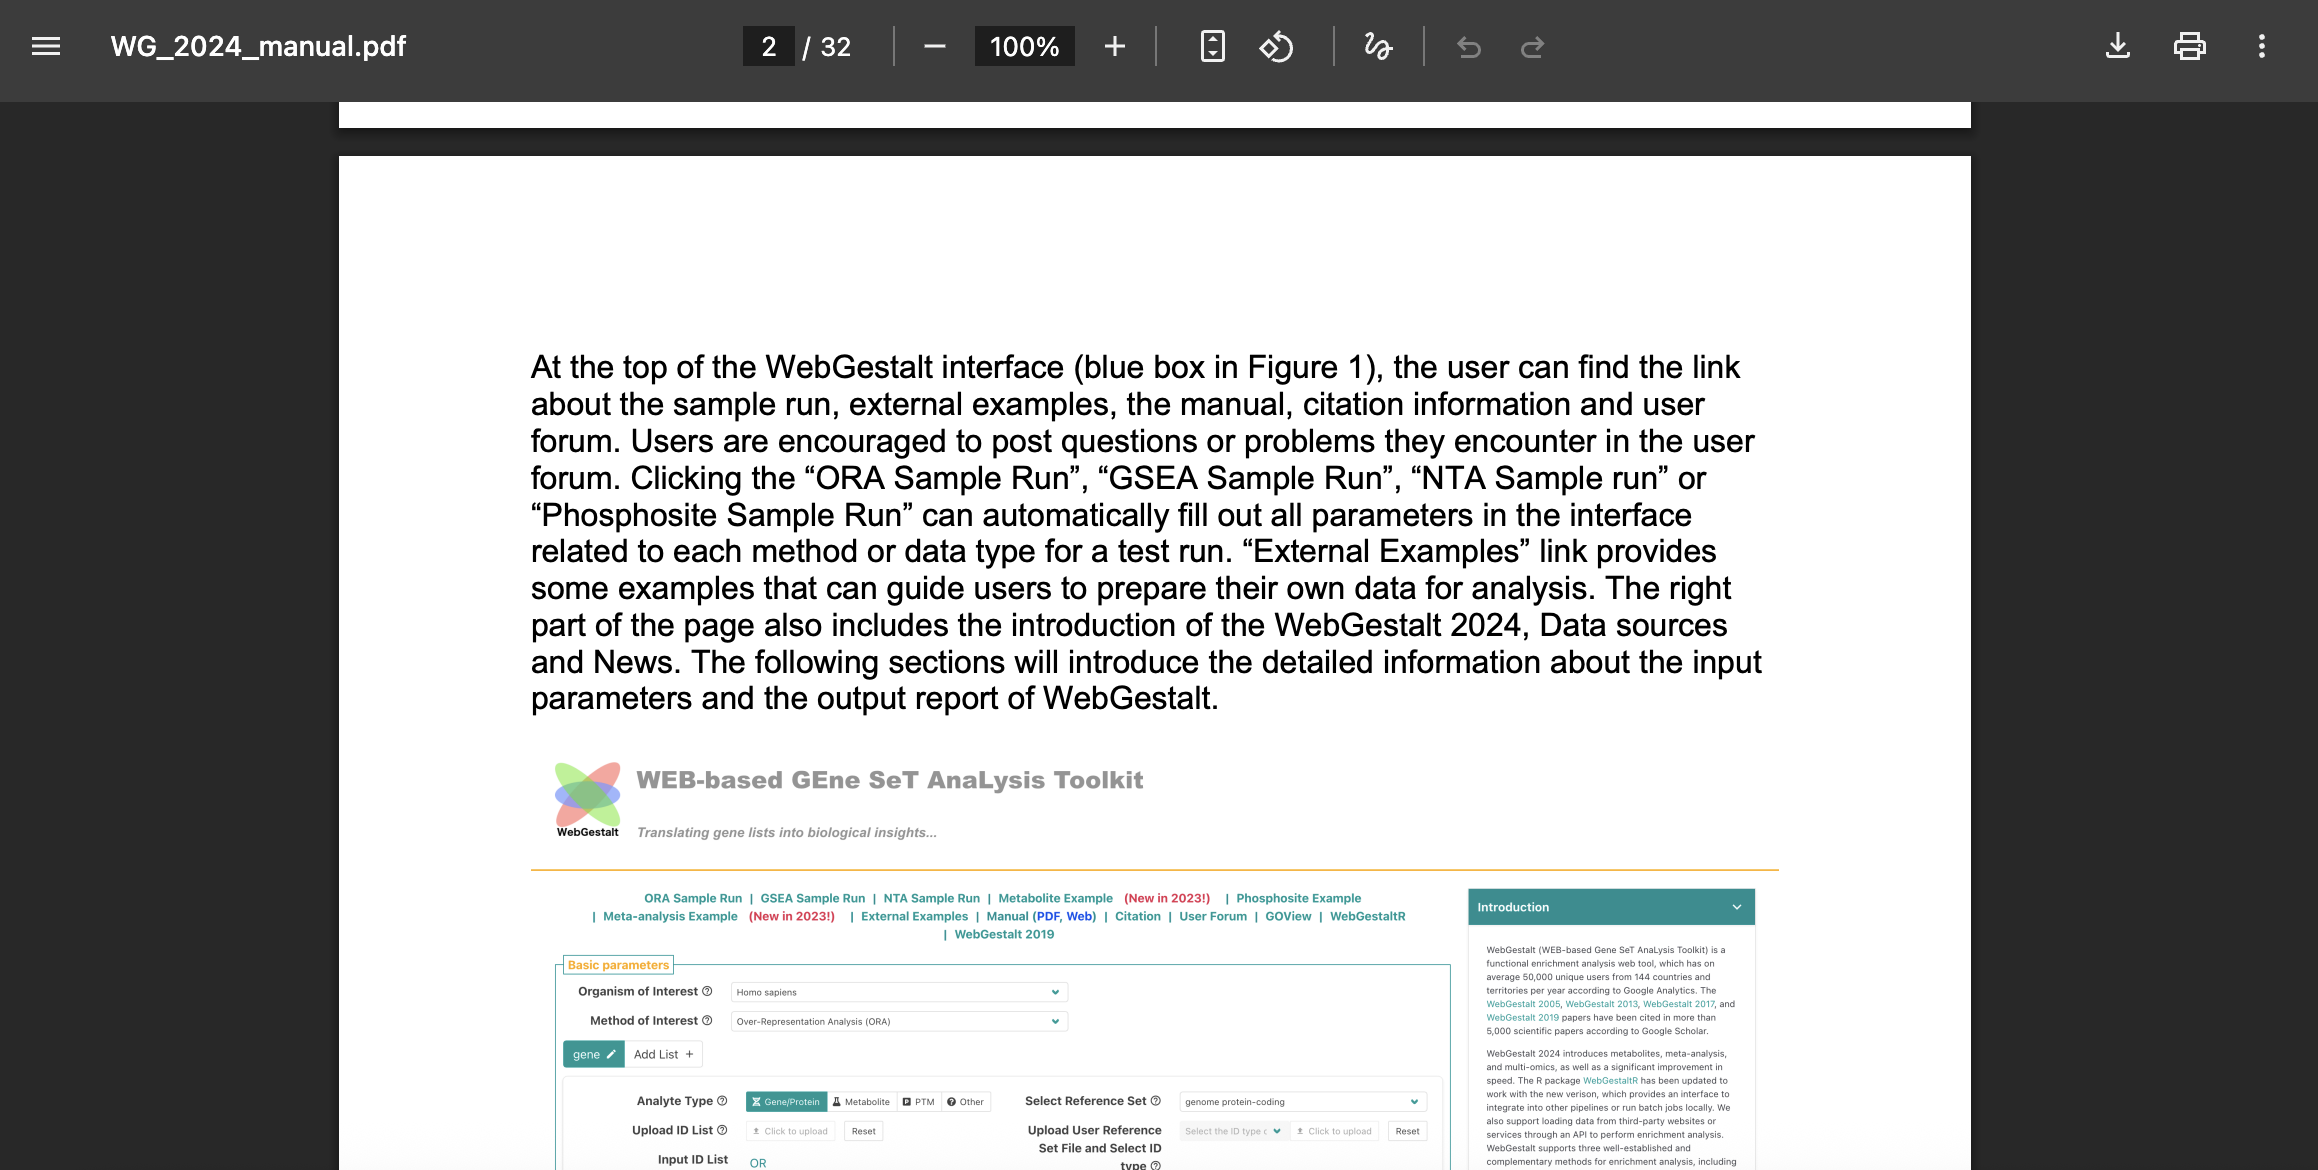 WG_2024_manual.pdf
2 / 32
100%
At the top of the WebGestalt interface (blue box in Figure 1), the user can find the link
about the sample run, external examples, the manual, citation information and user
forum. Users are encouraged to post questions or problems they encounter in the user
forum. Clicking the “ORA Sample Run”, “GSEA Sample Run”, “NTA Sample run” or
“Phosphosite Sample Run” can automatically fill out all parameters in the interface
related to each method or data type for a test run. “External Examples” link provides
some examples that can guide users to prepare their own data for analysis. The right
part of the page also includes the introduction of the WebGestalt 2024, Data sources
and News. The following sections will introduce the detailed information about the input
parameters and the output report of WebGestalt.
WEB-based GEne SeT AnaLysis Toolkit
WebGestalt
Translating gene lists into biological insights...
ORA Sample Run | GSEA Sample Run | NTA Sample Run | Metabolite Example (New in 2023!) | Phosphosite Example
| Meta-analysis Example (New in 2023!) | External Examples | Manual (PDF, Web) | Citation | User Forum | GOView | WebGestaltR
| WebGestalt 2019
Basic parameters
Organism of Interest
Homo sapiens
Method of Interest
Over-Representation Analysis (ORA)
gene
Add List +
Analyte Type
Gene/Protein
Metabolite
PTM
Other
Upload ID List
Click to upload
Reset
Input ID List
OR
Select Reference Set
genome protein-coding
Upload User Reference
Set File and Select ID
type
Select the ID type c
Click to upload
Reset
Introduction
WebGestalt (WEB-based Gene SeT AnaLysis Toolkit) is a
functional enrichment analysis web tool, which has on
average 50,000 unique users from 144 countries and
territories per year according to Google Analytics. The
WebGestalt 2005, WebGestalt 2013, WebGestalt 2017, and
WebGestalt 2019 papers have been cited in more than
5,000 scientific papers according to Google Scholar.
WebGestalt 2024 introduces metabolites, meta-analysis,
and multi-omics, as well as a significant improvement in
speed. The R package WebGestaltR has been updated to
work with the new verison, which provides an interface to
integrate into other pipelines or run batch jobs locally. We
also support loading data from third-party websites or
services through an API to perform enrichment analysis.
WebGestalt supports three well-established and
complementary methods for enrichment analysis, including